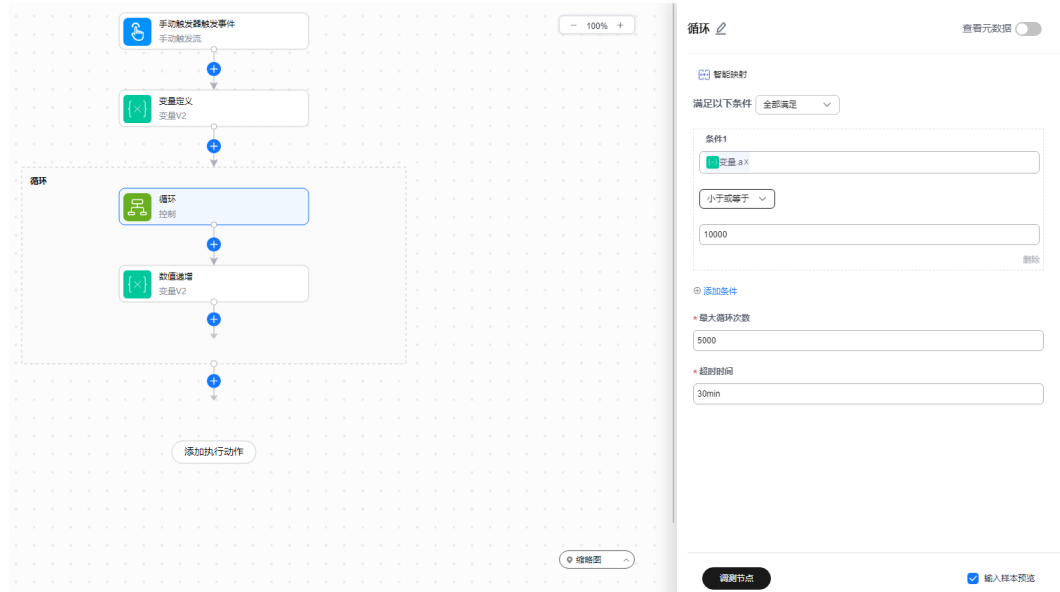 手动触发器触发事件
手动触发流
变量定义
变量V2
循环
循环
控制
数值递增
变量V2
添加执行动作
− 100% +
缩略图
循环
查看元数据
智能映射
满足以下条件 全部满足
条件1
变量.a x
小于或等于
10000
删除
添加条件
* 最大循环次数
5000
* 超时时间
30min
调测节点
输入样本预览